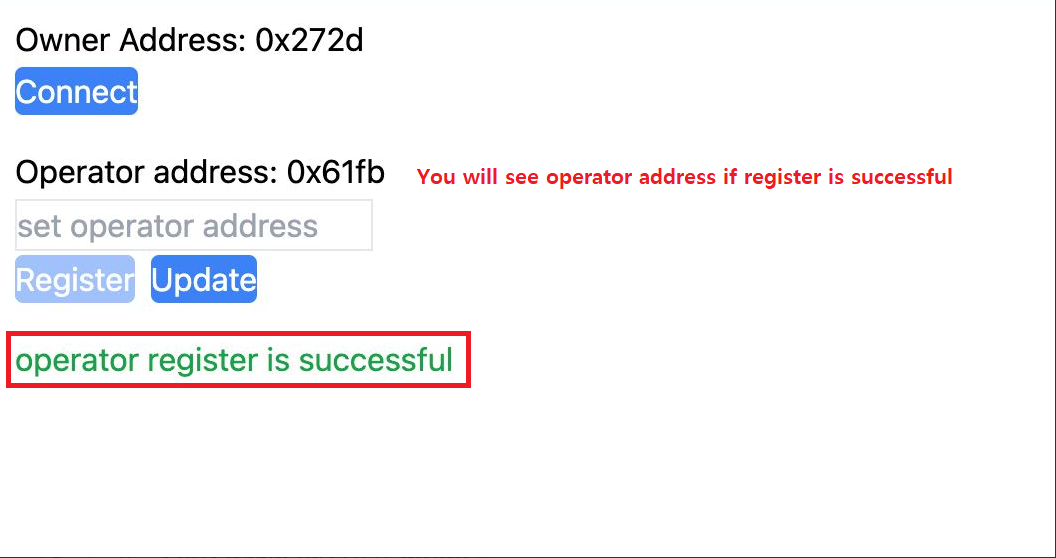 Owner Address: 0x272d
Connect
Operator address: 0x61fb
You will see operator address if register is successful
set operator address
Register Update
operator register is successful